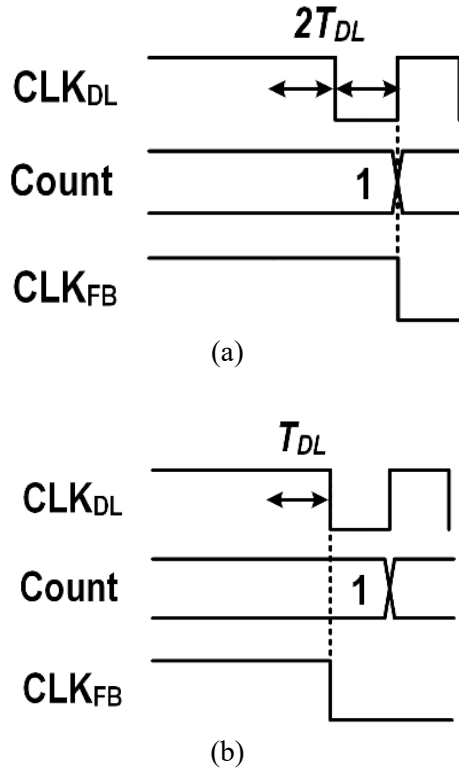 2TDL
CLKDL
Count
1
CLKFB
(a)
TDL
CLKDL
Count
1
CLKFB
(b)